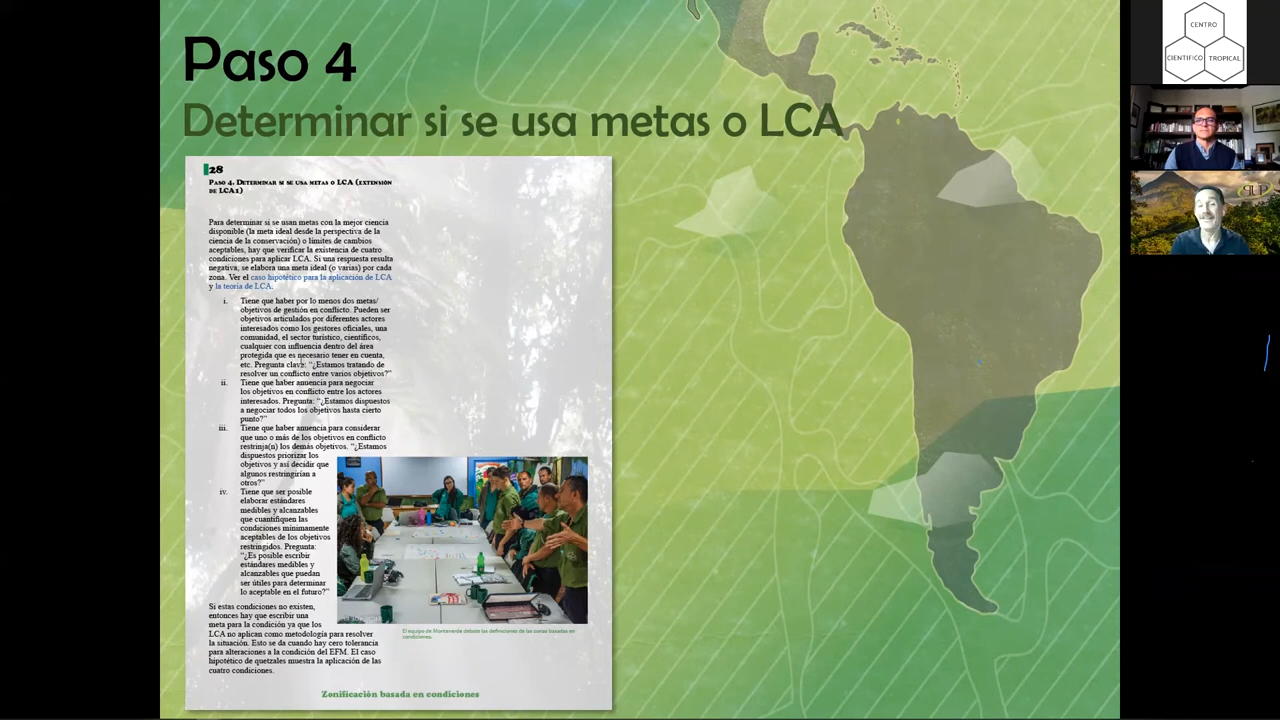 Paso 4
Determinar si se usa metas o LCA
28
Paso 4. Determinar si se usa metas o LCA (extensión
de LCA1)
Para determinar si se usan metas con la mejor ciencia
disponible (la meta ideal desde la perspectiva de la
ciencia de la conservación) o límites de cambios
aceptables, hay que verificar la existencia de cuatro
condiciones para aplicar LCA. Si una respuesta resulta
negativa, se elabora una meta ideal (o varias) por cada
zona. Ver el caso hipotético para la aplicación de LCA
y la teoría de LCA.
i. Tiene que haber por lo menos dos metas/
objetivos de gestión en conflicto. Pueden ser
objetivos articulados por diferentes actores
interesados como los gestores oficiales, una
comunidad, el sector turístico, científicos,
cualquier con influencia dentro del área
protegida que es necesario tener en cuenta,
etc. Pregunta clave: “¿Estamos tratando de
resolver un conflicto entre varios objetivos?”
ii. Tiene que haber anuencia para negociar
los objetivos en conflicto entre los actores
interesados. Pregunta: “¿Estamos dispuestos
a negociar todos los objetivos hasta cierto
punto?”
iii. Tiene que haber anuencia para considerar
que uno o más de los objetivos en conflicto
restrinja(n) los demás objetivos. “¿Estamos
dispuestos priorizar los
objetivos y así decidir que
algunos restringirían a
otros?”
iv. Tiene que ser posible
elaborar estándares
medibles y alcanzables
que cuantifiquen las
condiciones mínimamente
aceptables de los objetivos
restringidos. Pregunta:
“¿Es posible escribir
estándares medibles y
alcanzables que puedan
ser útiles para determinar
lo aceptable en el futuro?”
Si estas condiciones no existen,
entonces hay que escribir una
meta para la condición ya que los
LCA no aplican como metodología para resolver
la situación. Esto se da cuando hay cero tolerancia
para alteraciones a la condición del EFM. El caso
hipotético de quetzales muestra la aplicación de las
cuatro condiciones.
El equipo de Monteverde debate las definiciones de las zonas basadas en
condiciones.
Zonificación basada en condiciones
CENTRO
CIENTIFICO
TROPICAL